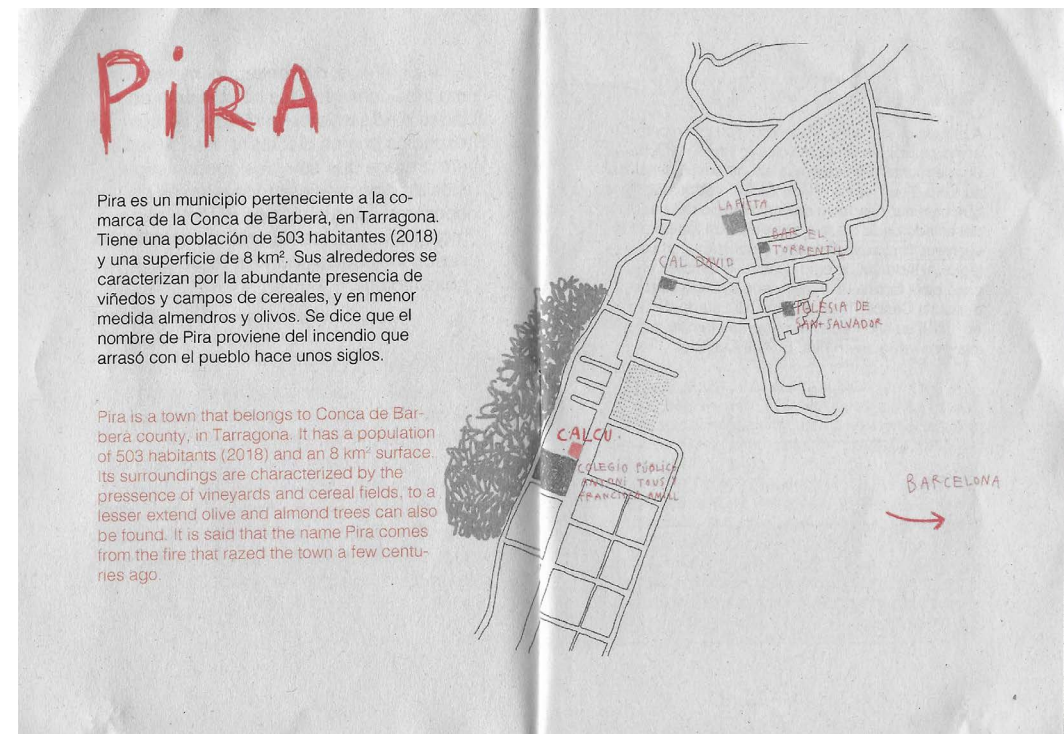 PiRA
Pira es un municipio perteneciente a la co-
marca de la Conca de Barberà, en Tarragona.
Tiene una población de 503 habitantes (2018)
y una superficie de 8 km². Sus alrededores se
caracterizan por la abundante presencia de
viñedos y campos de cereales, y en menor
medida almendros y olivos. Se dice que el
nombre de Pira proviene del incendio que
arrasó con el pueblo hace unos siglos.
Pira is a town that belongs to Conca de Bar-
berà county, in Tarragona. It has a population
of 503 habitants (2018) and an 8 km² surface.
Its surroundings are characterized by the
pressence of vineyards and cereal fields, to a
lesser extend olive and almond trees can also
be found. It is said that the name Pira comes
from the fire that razed the town a few centu-
ries ago.
LA PISTA
BAR EL
CAL DAVID
IGLESIA DE
SANT SALVADOR
CALCU
COLEGIO PÚBLICO
ANTONI TOUS Y
BARCELONA